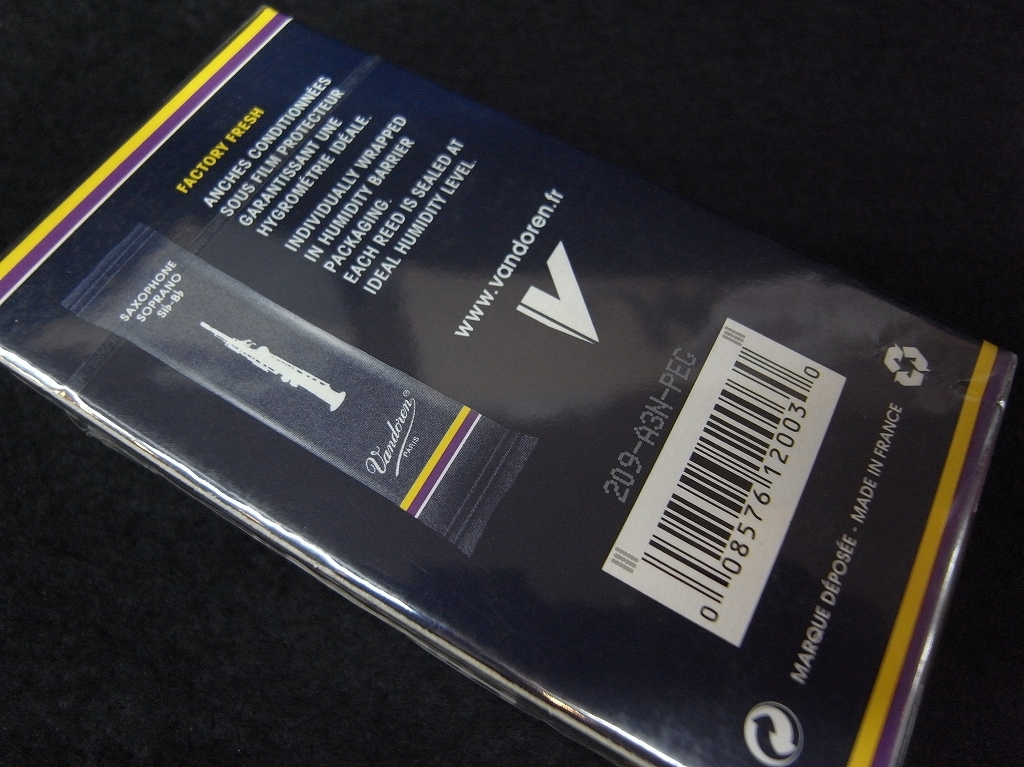 FACTORY FRESH
ANCHES CONDITIONNÉES
SOUS FILM PROTECTEUR
GARANTISSANT UNE
HYGROMÉTRIE IDÉALE.
INDIVIDUALLY WRAPPED
IN HUMIDITY BARRIER
PACKAGING.
EACH REED IS SEALED AT
IDEAL HUMIDITY LEVEL.
SAXOPHONE
SOPRANO
Sib-Bb
Vandoren®
PARIS
www.vandoren.fr
209-A3N-PEG
0 08576 12003 0
MARQUE DÉPOSÉE - MADE IN FRANCE